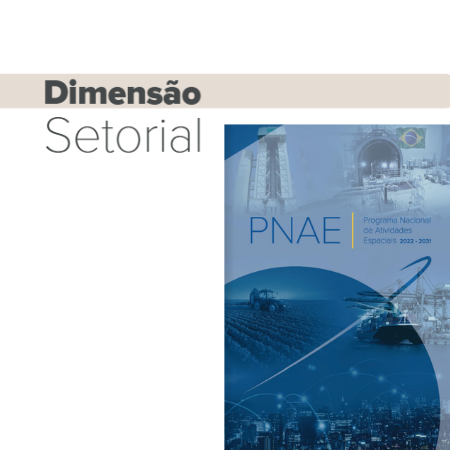 Dimensão
Setorial
PNAE
Programa Nacional
de Atividades
Espaciais 2022 - 2031